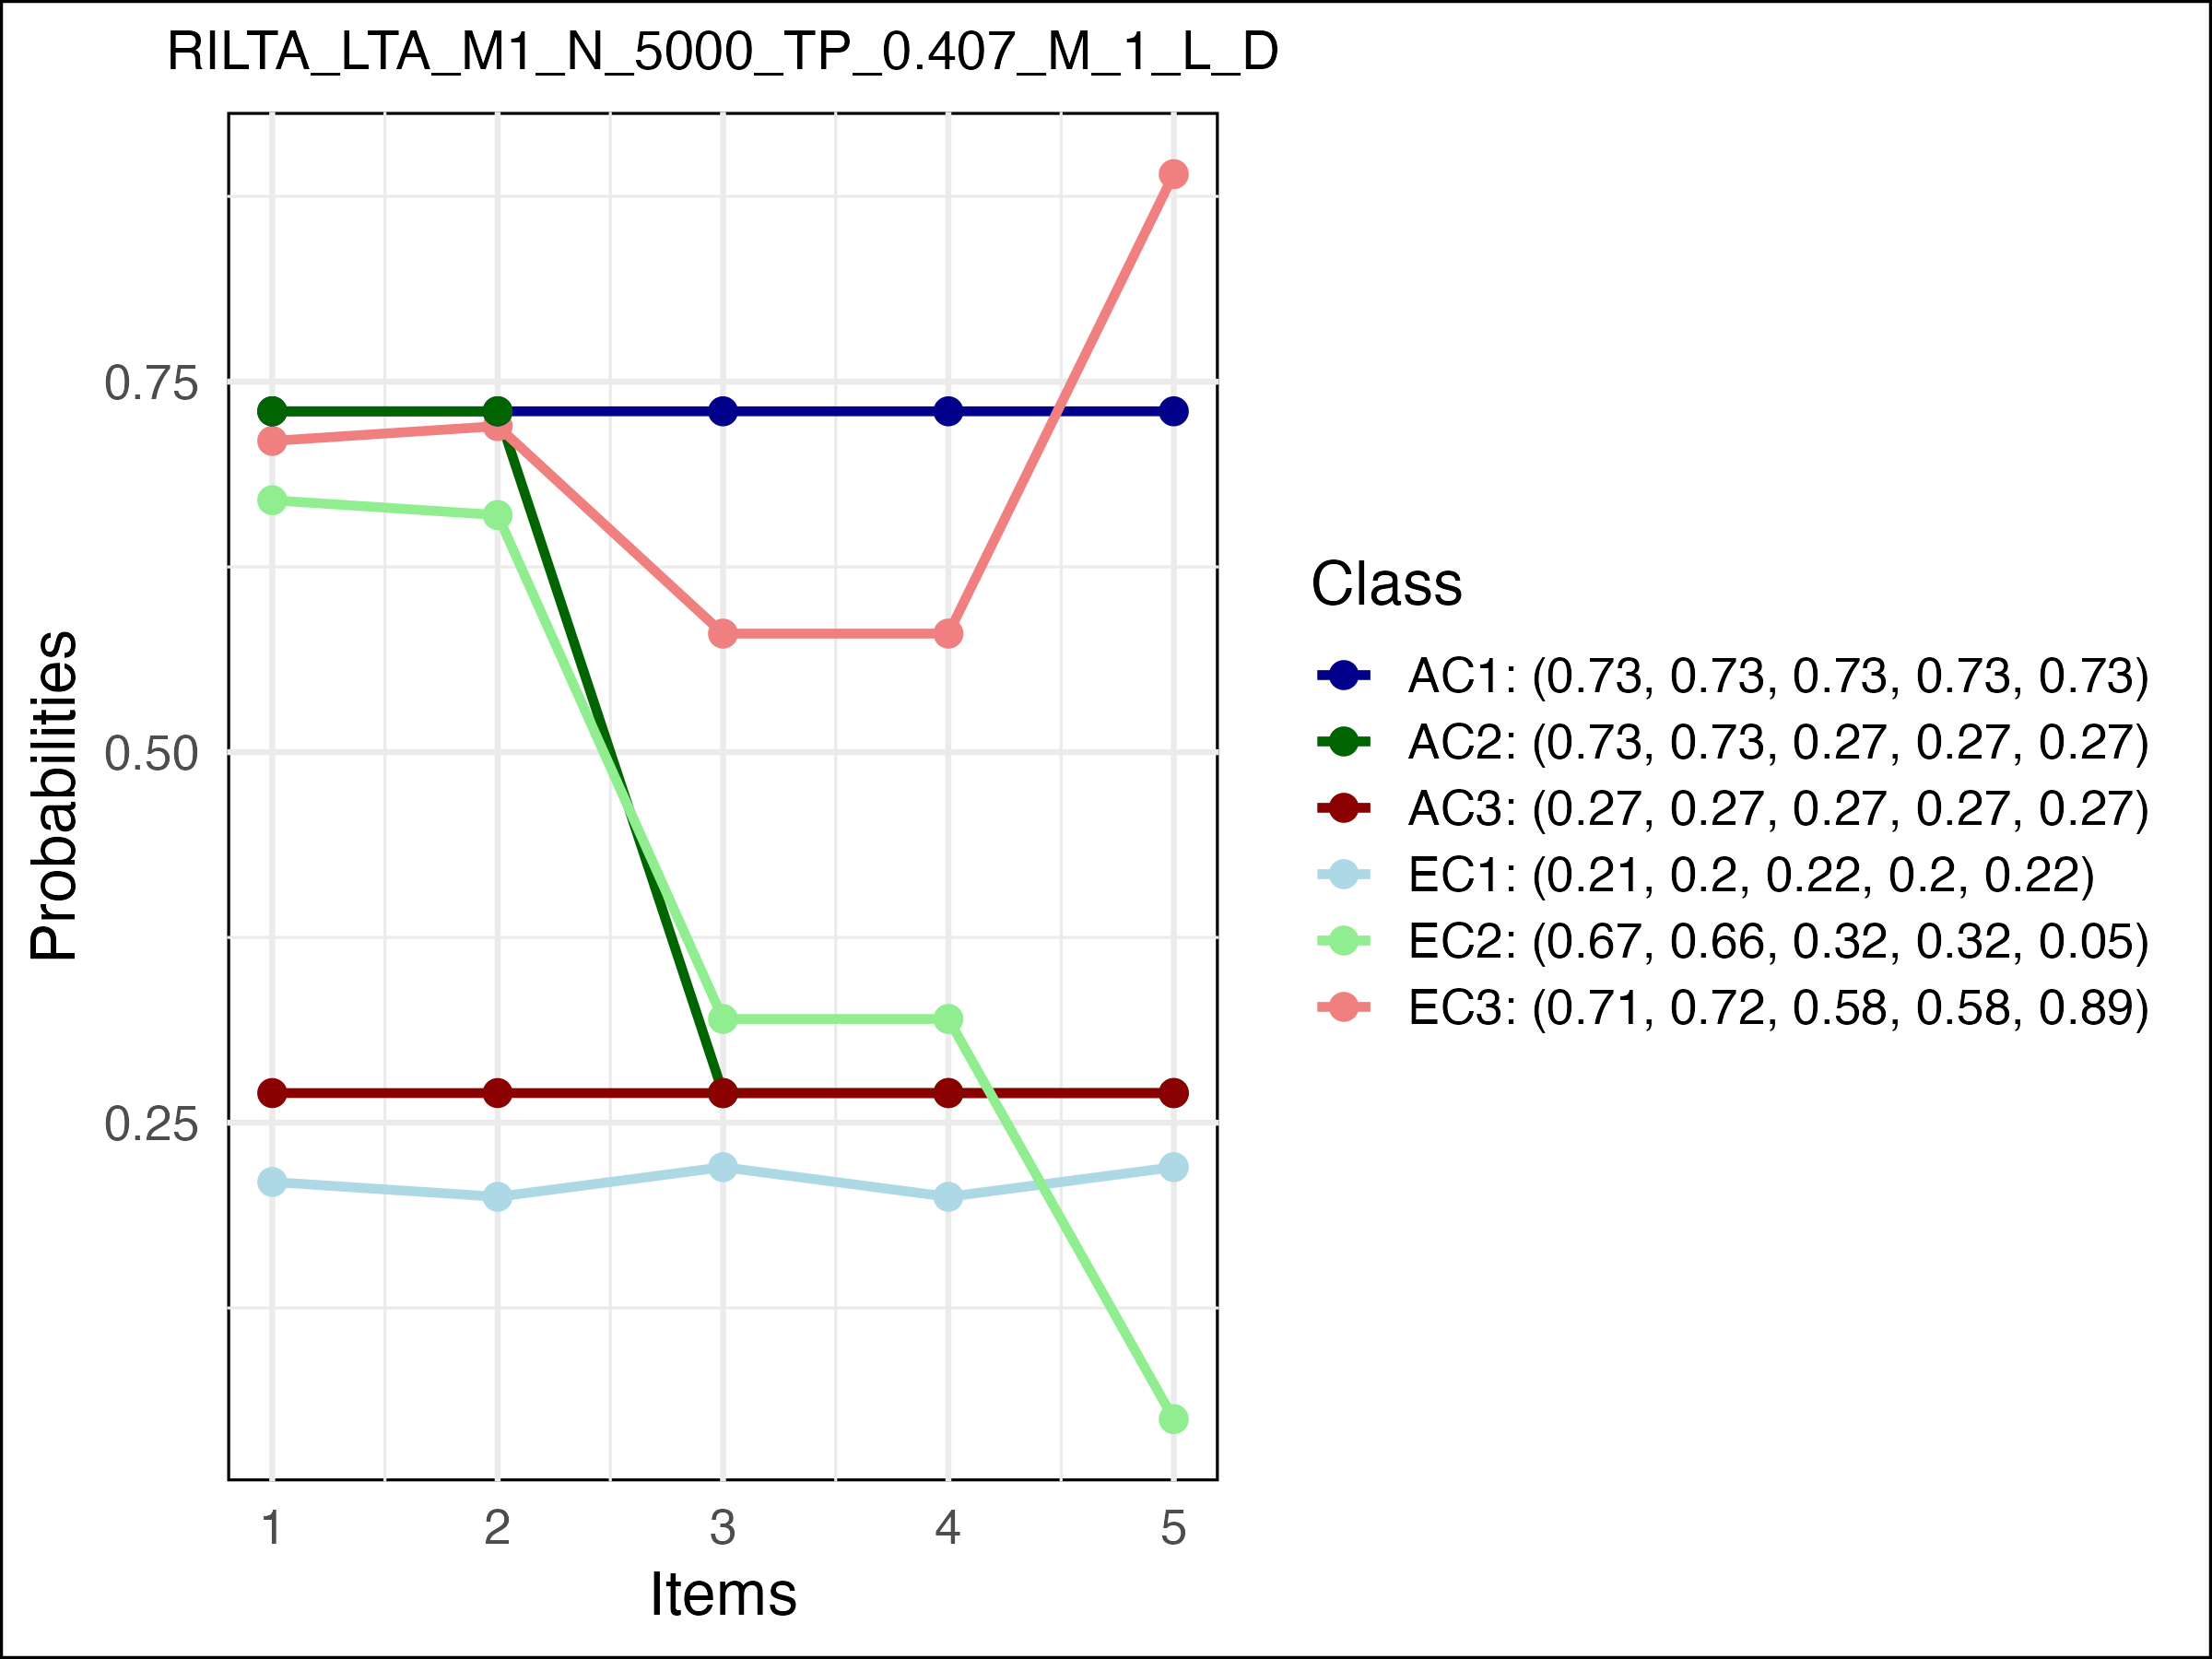 RILTA_LTA_M1_N_5000_TP_0.407_M_1_L_D
Probabilities
0.75
0.50
0.25
1 2 3 4 5
Items
Class
AC1: (0.73, 0.73, 0.73, 0.73, 0.73)
AC2: (0.73, 0.73, 0.27, 0.27, 0.27)
AC3: (0.27, 0.27, 0.27, 0.27, 0.27)
EC1: (0.21, 0.2, 0.22, 0.2, 0.22)
EC2: (0.67, 0.66, 0.32, 0.32, 0.05)
EC3: (0.71, 0.72, 0.58, 0.58, 0.89)